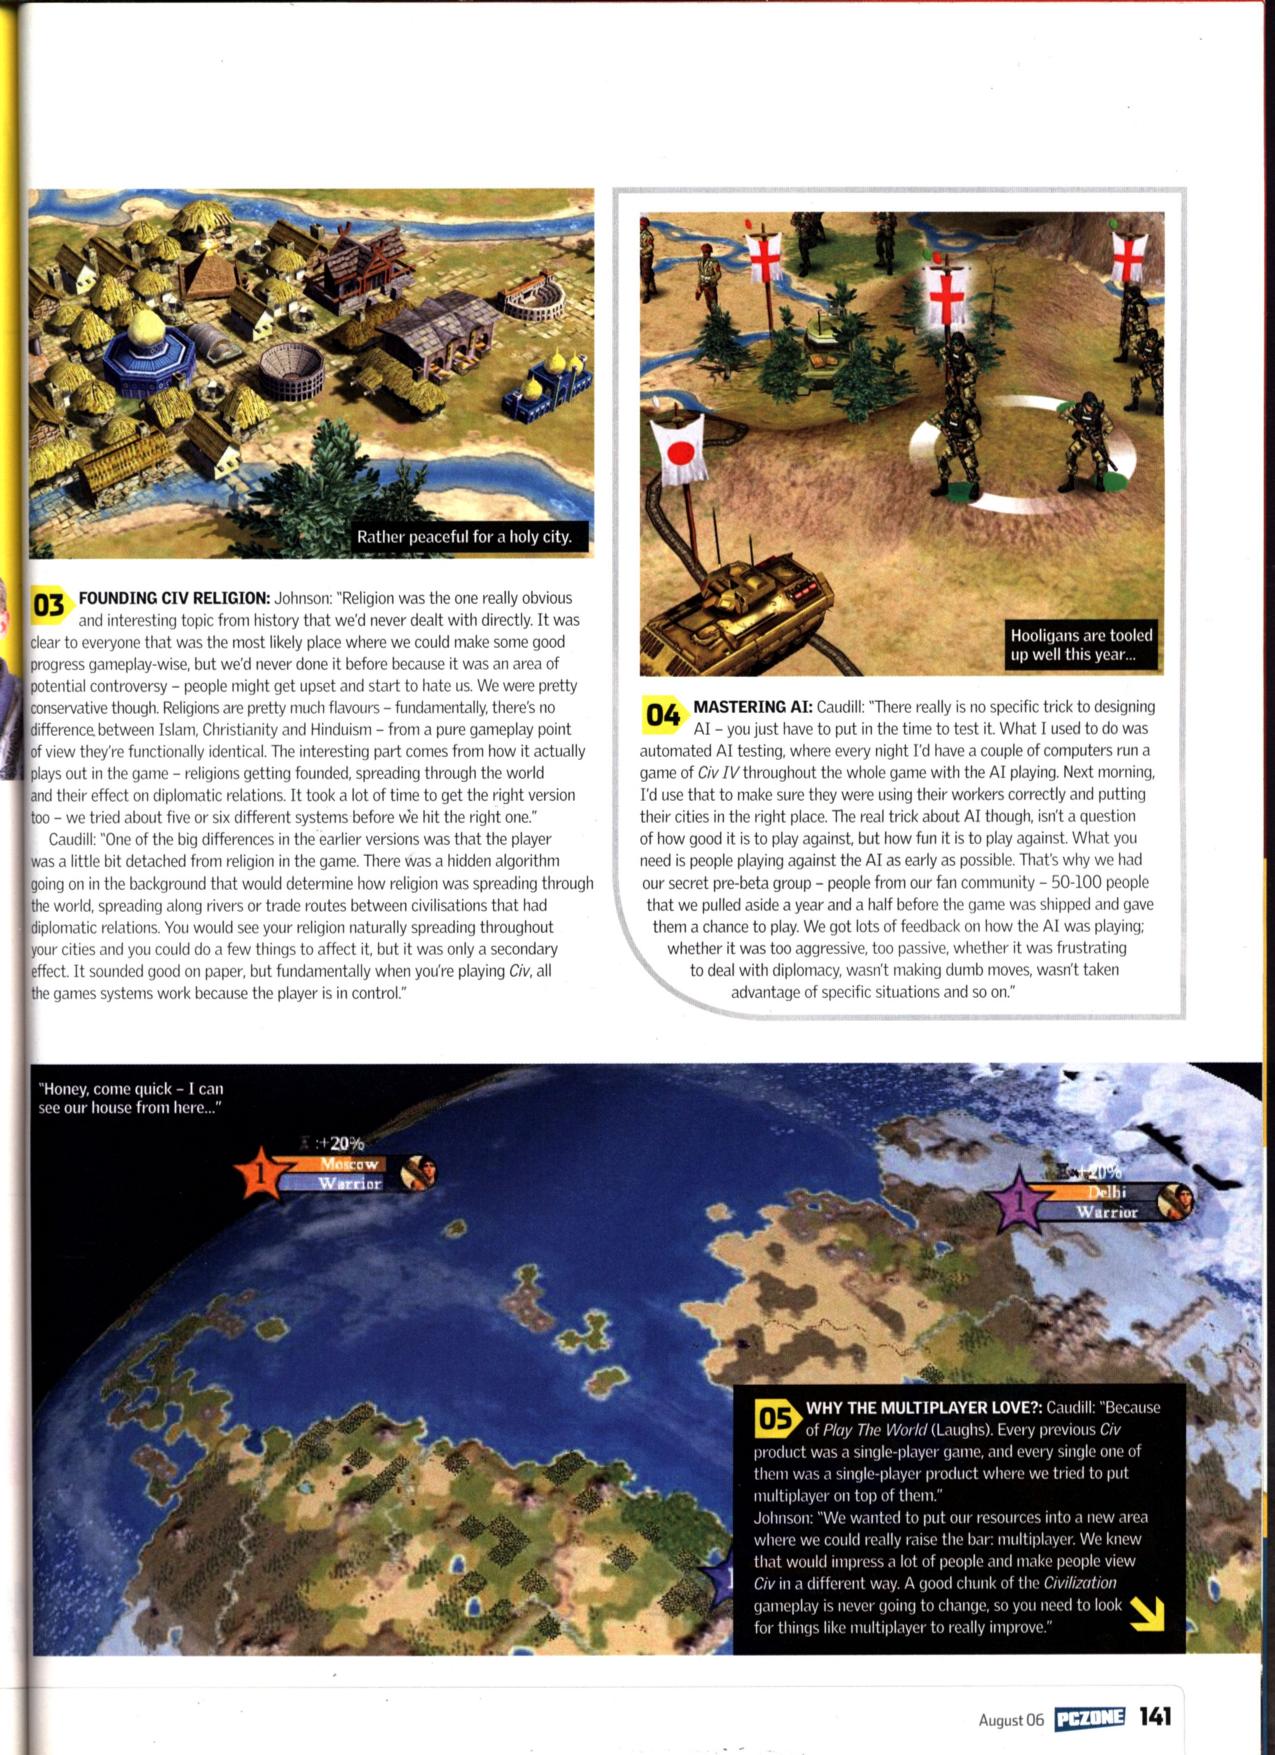 Rather peaceful for a holy city.
03 FOUNDING CIV RELIGION: Johnson: "Religion was the one really obvious
and interesting topic from history that we'd never dealt with directly. It was
clear to everyone that was the most likely place where we could make some good
progress gameplay-wise, but we'd never done it before because it was an area of
potential controversy – people might get upset and start to hate us. We were pretty
conservative though. Religions are pretty much flavours – fundamentally, there's no
difference between Islam, Christianity and Hinduism – from a pure gameplay point
of view they're functionally identical. The interesting part comes from how it actually
plays out in the game – religions getting founded, spreading through the world
and their effect on diplomatic relations. It took a lot of time to get the right version
too – we tried about five or six different systems before we hit the right one."
Caudill: "One of the big differences in the earlier versions was that the player
was a little bit detached from religion in the game. There was a hidden algorithm
going on in the background that would determine how religion was spreading through
the world, spreading along rivers or trade routes between civilisations that had
diplomatic relations. You would see your religion naturally spreading throughout
your cities and you could do a few things to affect it, but it was only a secondary
effect. It sounded good on paper, but fundamentally when you're playing Civ, all
the games systems work because the player is in control."
Hooligans are tooled
up well this year...
04 MASTERING AI: Caudill: "There really is no specific trick to designing
AI – you just have to put in the time to test it. What I used to do was
automated AI testing, where every night I'd have a couple of computers run a
game of Civ IV throughout the whole game with the AI playing. Next morning,
I'd use that to make sure they were using their workers correctly and putting
their cities in the right place. The real trick about AI though, isn't a question
of how good it is to play against, but how fun it is to play against. What you
need is people playing against the AI as early as possible. That's why we had
our secret pre-beta group – people from our fan community – 50-100 people
that we pulled aside a year and a half before the game was shipped and gave
them a chance to play. We got lots of feedback on how the AI was playing;
whether it was too aggressive, too passive, whether it was frustrating
to deal with diplomacy, wasn't making dumb moves, wasn't taken
advantage of specific situations and so on."
"Honey, come quick – I can
see our house from here..."
:+20%
1 Moscow
Warrior
+20%
1 Delhi
Warrior
05 WHY THE MULTIPLAYER LOVE?: Caudill: "Because
of Play The World (Laughs). Every previous Civ
product was a single-player game, and every single one of
them was a single-player product where we tried to put
multiplayer on top of them."
Johnson: "We wanted to put our resources into a new area
where we could really raise the bar: multiplayer. We knew
that would impress a lot of people and make people view
Civ in a different way. A good chunk of the Civilization
gameplay is never going to change, so you need to look
for things like multiplayer to really improve."
August 06 PCZONE 141